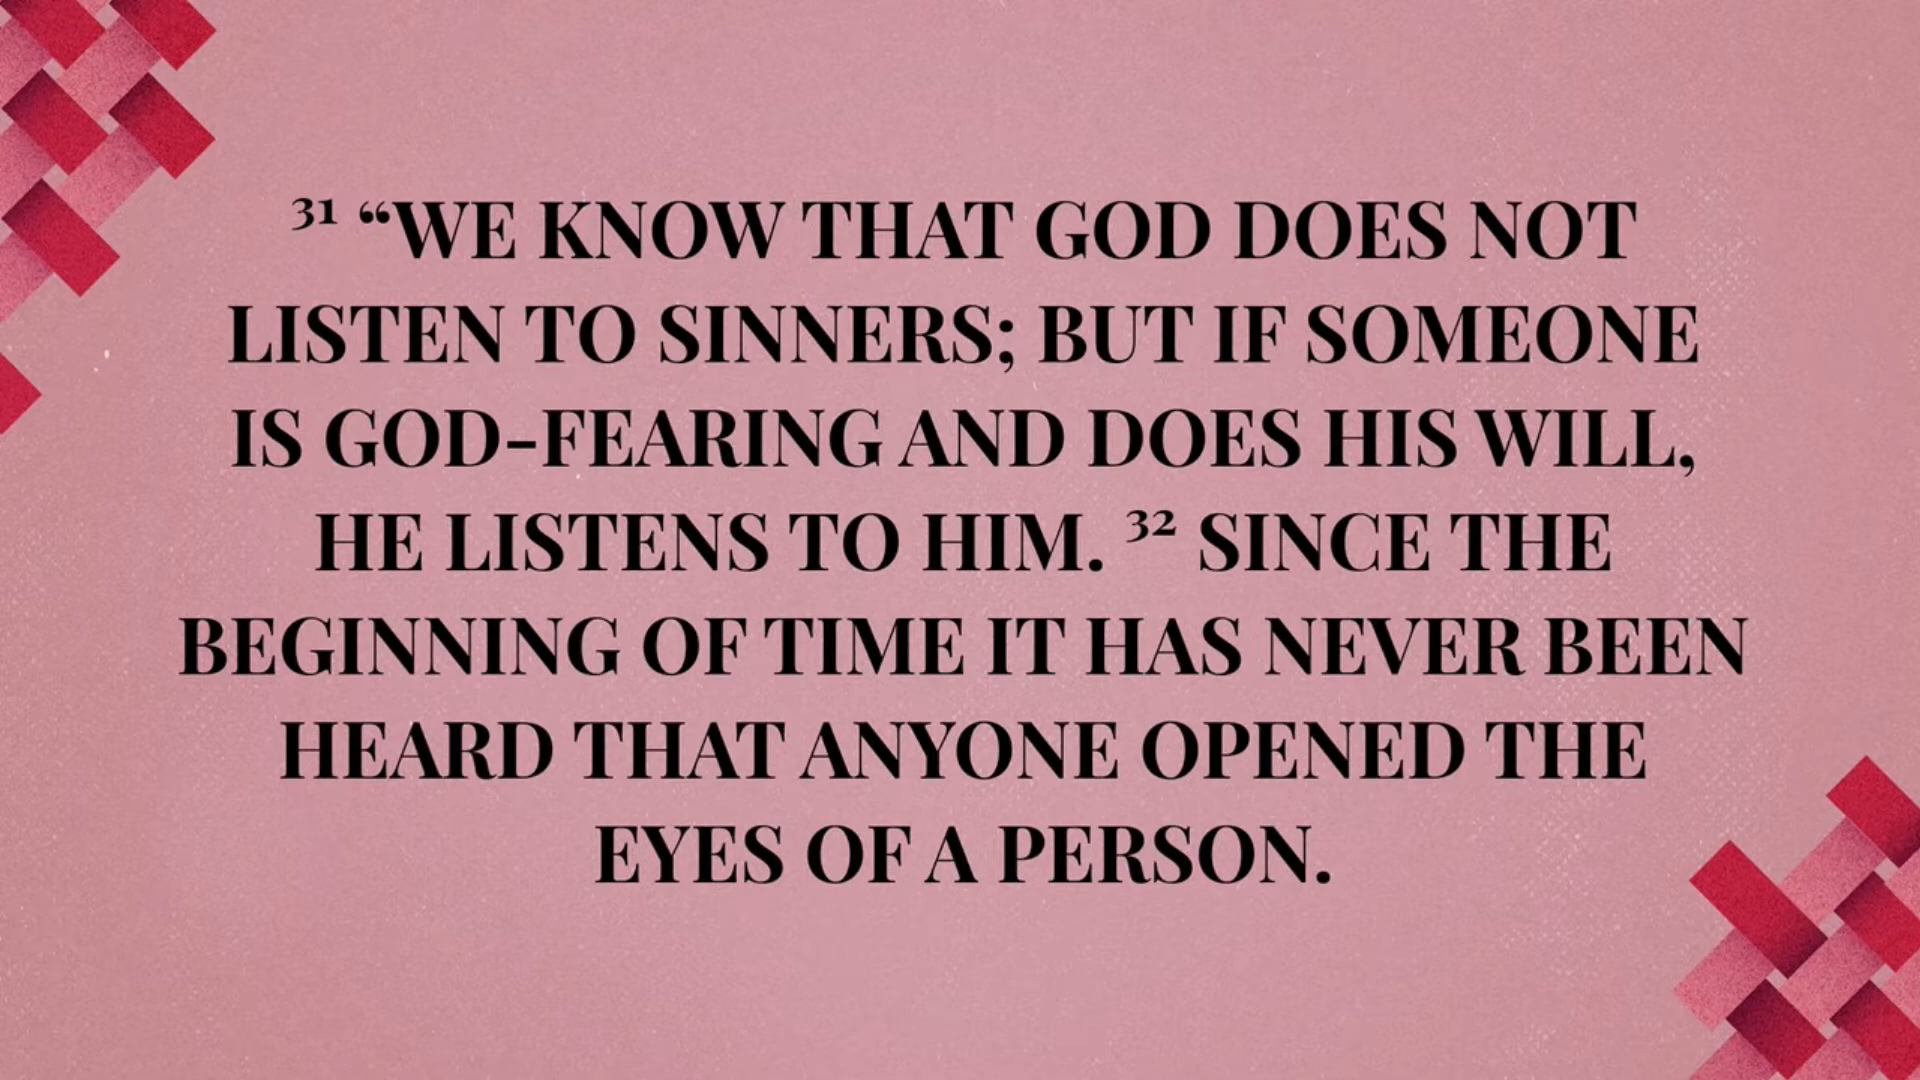 ³¹ “WE KNOW THAT GOD DOES NOT
LISTEN TO SINNERS; BUT IF SOMEONE
IS GOD-FEARING AND DOES HIS WILL,
HE LISTENS TO HIM. ³² SINCE THE
BEGINNING OF TIME IT HAS NEVER BEEN
HEARD THAT ANYONE OPENED THE
EYES OF A PERSON.